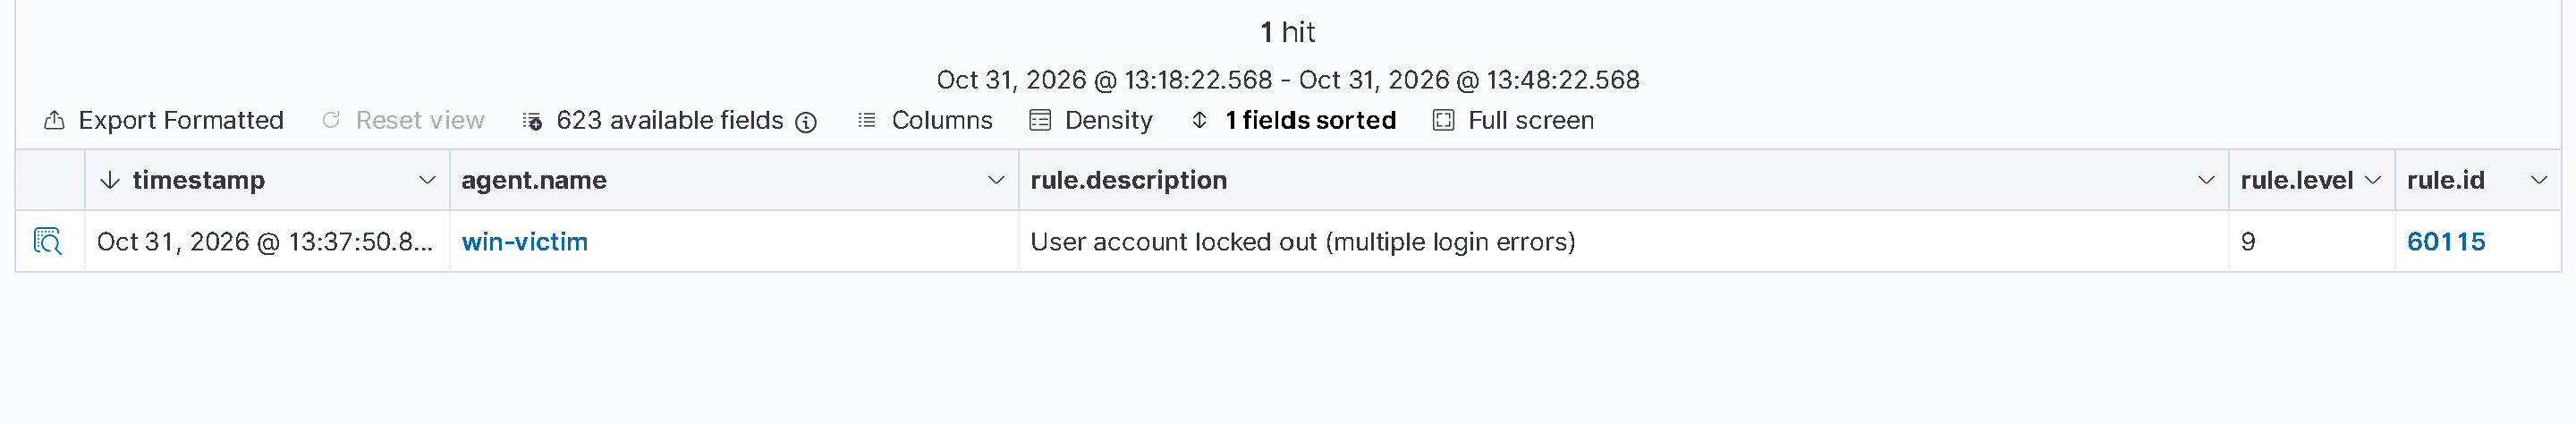 1 hit
Oct 31, 2026 @ 13:18:22.568 - Oct 31, 2026 @ 13:48:22.568
Export Formatted Reset view 623 available fields Columns Density 1 fields sorted Full screen
timestamp agent.name rule.description rule.level rule.id
Oct 31, 2026 @ 13:37:50.8... win-victim User account locked out (multiple login errors) 9 60115